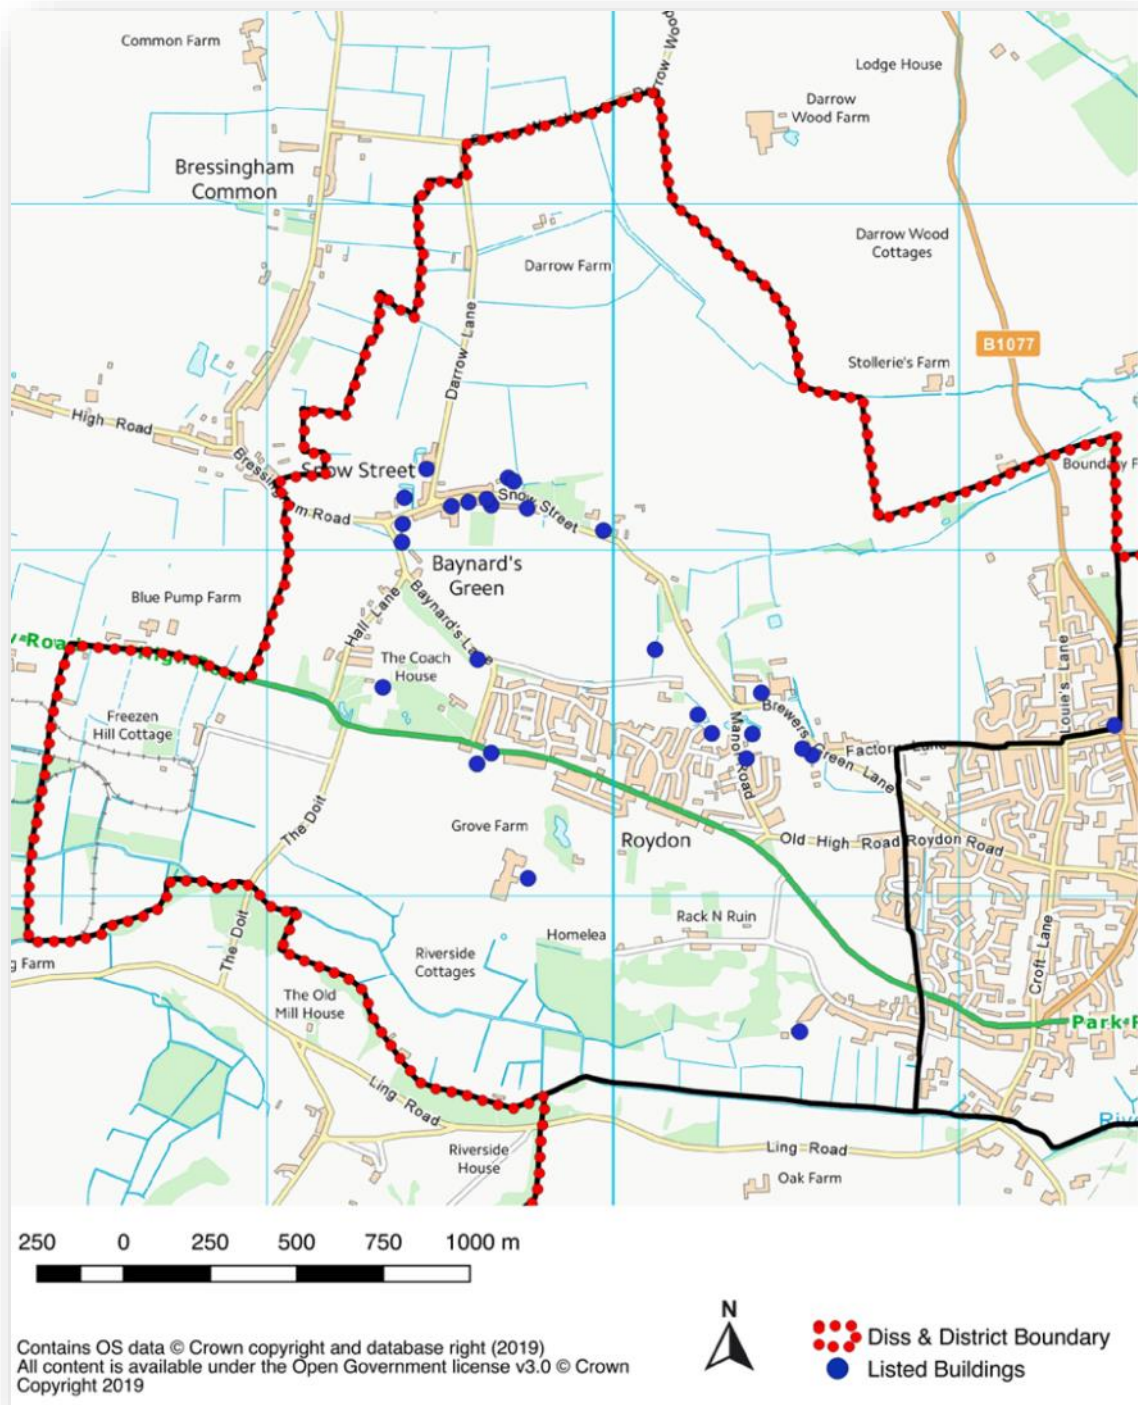 Common Farm
Lodge House
Darrow
Wood Farm
Bressingham
Common
Darrow Wood
Cottages
Darrow Farm
B1077
Darrow Lane
Stollerie's Farm
High Road
Snow Street
Boundary F
Snow Street
m Road
Baynard's
Green
Blue Pump Farm
Hall Lane
Baynard's Lane
Louie's Lane
The Coach
House
Freezen
Hill Cottage
Brewers Green Lane
Manor Road
Factory Lane
The Doit
Grove Farm
Roydon
Old High Road
Roydon Road
Rack N Ruin
Homelea
The Doit
Croft Lane
g Farm
Riverside
Cottages
The Old
Mill House
Park R
Ling Road
Riverside
House
Ling Road
Oak Farm
250 0 250 500 750 1000 m
N
Contains OS data © Crown copyright and database right (2019)
All content is available under the Open Government license v3.0 © Crown
Copyright 2019
Diss & District Boundary
Listed Buildings